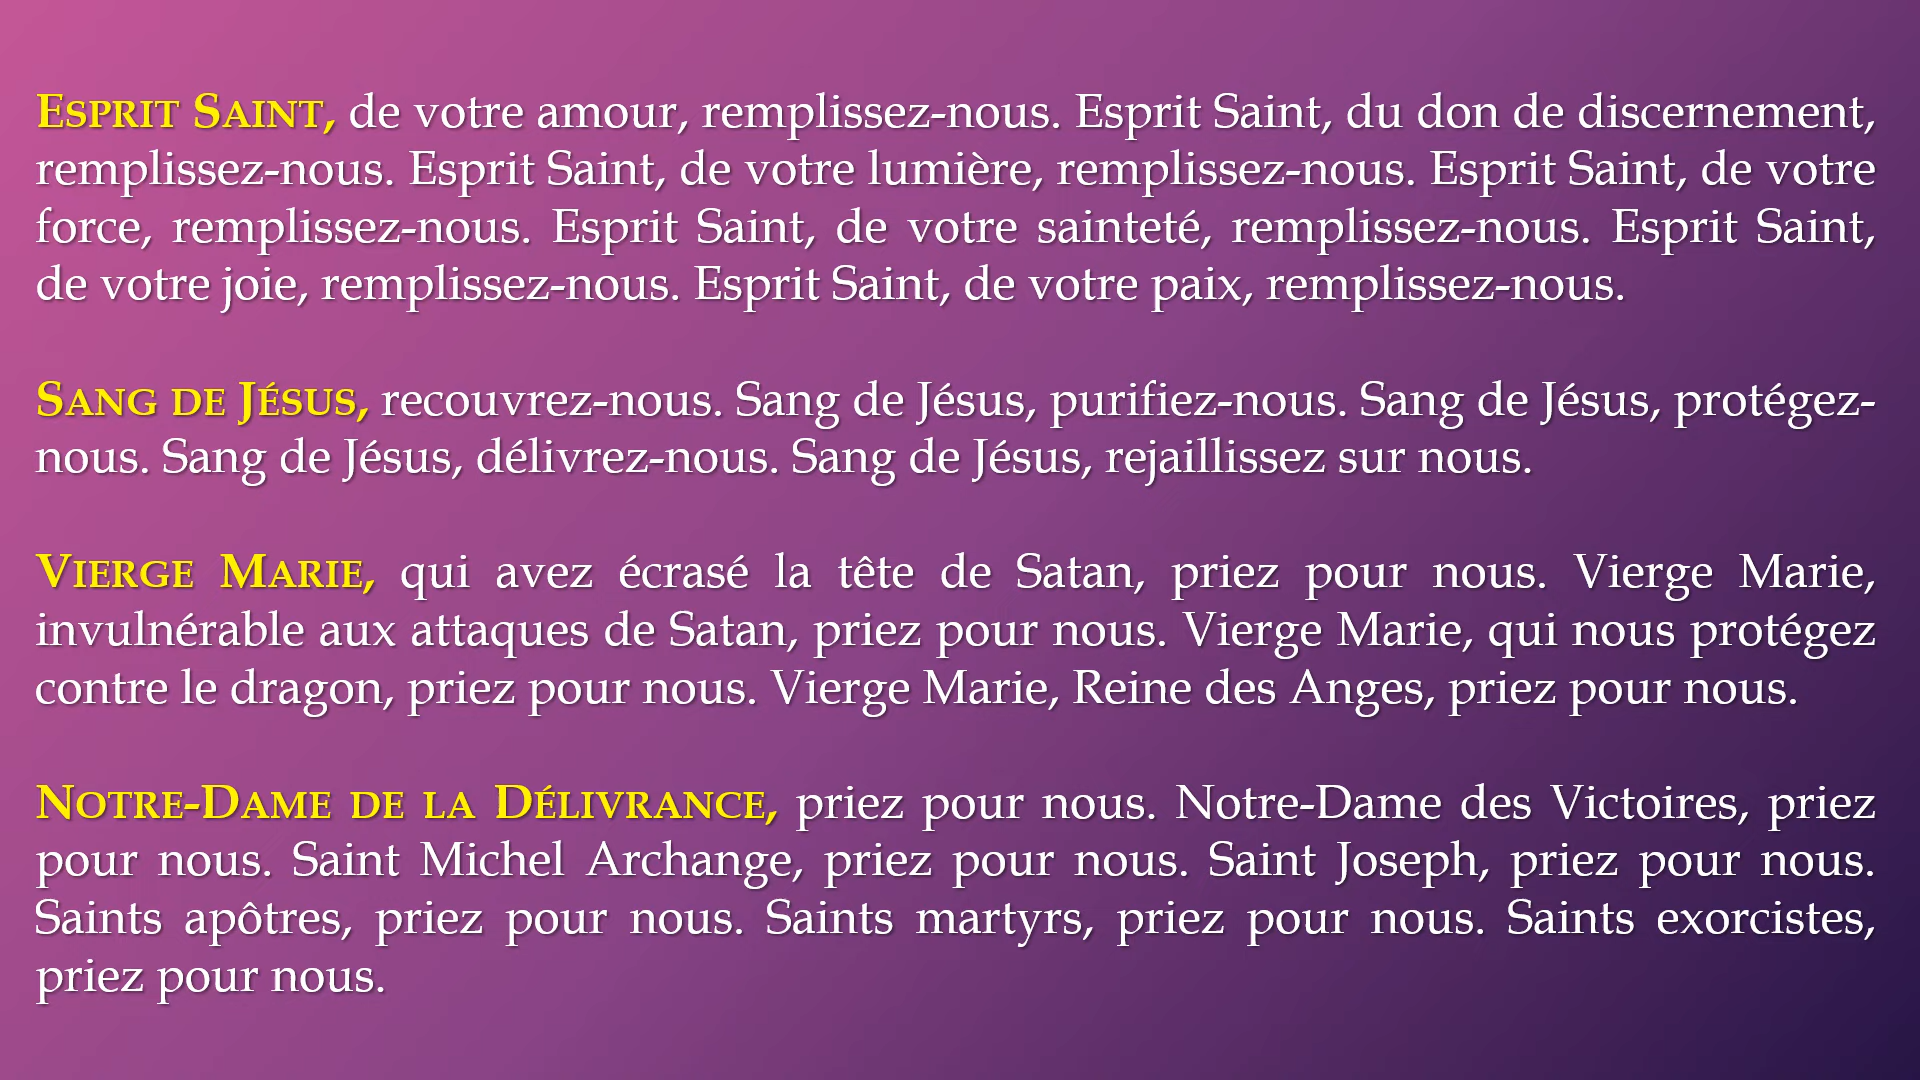 ESPRIT SAINT, de votre amour, remplissez-nous. Esprit Saint, du don de discernement,
remplissez-nous. Esprit Saint, de votre lumière, remplissez-nous. Esprit Saint, de votre
force, remplissez-nous. Esprit Saint, de votre sainteté, remplissez-nous. Esprit Saint,
de votre joie, remplissez-nous. Esprit Saint, de votre paix, remplissez-nous.
SANG DE JÉSUS, recouvrez-nous. Sang de Jésus, purifiez-nous. Sang de Jésus, protégez-
nous. Sang de Jésus, délivrez-nous. Sang de Jésus, rejaillissez sur nous.
VIERGE MARIE, qui avez écrasé la tête de Satan, priez pour nous. Vierge Marie,
invulnérable aux attaques de Satan, priez pour nous. Vierge Marie, qui nous protégez
contre le dragon, priez pour nous. Vierge Marie, Reine des Anges, priez pour nous.
NOTRE-DAME DE LA DÉLIVRANCE, priez pour nous. Notre-Dame des Victoires, priez
pour nous. Saint Michel Archange, priez pour nous. Saint Joseph, priez pour nous.
Saints apôtres, priez pour nous. Saints martyrs, priez pour nous. Saints exorcistes,
priez pour nous.